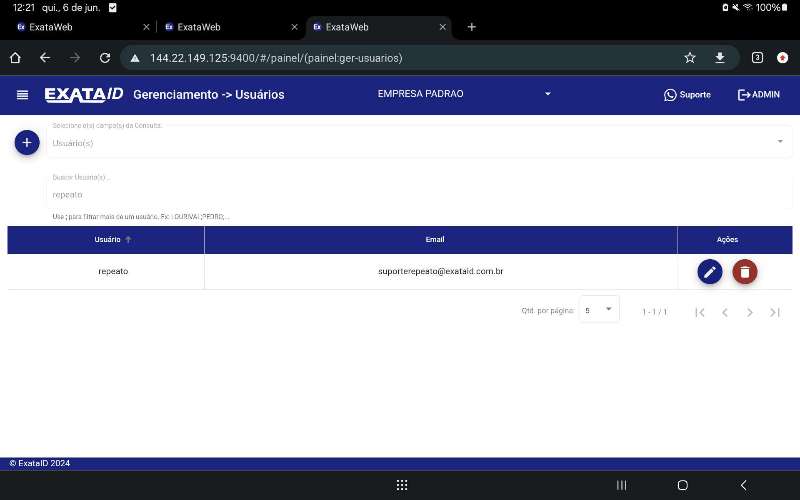 12:21 qui., 6 de jun. 100%
ExataWeb
ExataWeb
ExataWeb
144.22.149.125:9400/#/painel/(painel:ger-usuarios)
3
EXATAID Gerenciamento -> Usuários EMPRESA PADRAO Suporte ADMIN
Selecione o(s) campo(s) da Consulta.
Usuário(s)
Buscar Usuário(s)...
repeato
Use ; para filtrar mais de um usuário. Ex: LOURIVAL;PEDRO;...
Usuário Email Ações
repeato suporterepeato@exataid.com.br
Qtd. por página: 5 1 - 1 / 1
© ExataID 2024